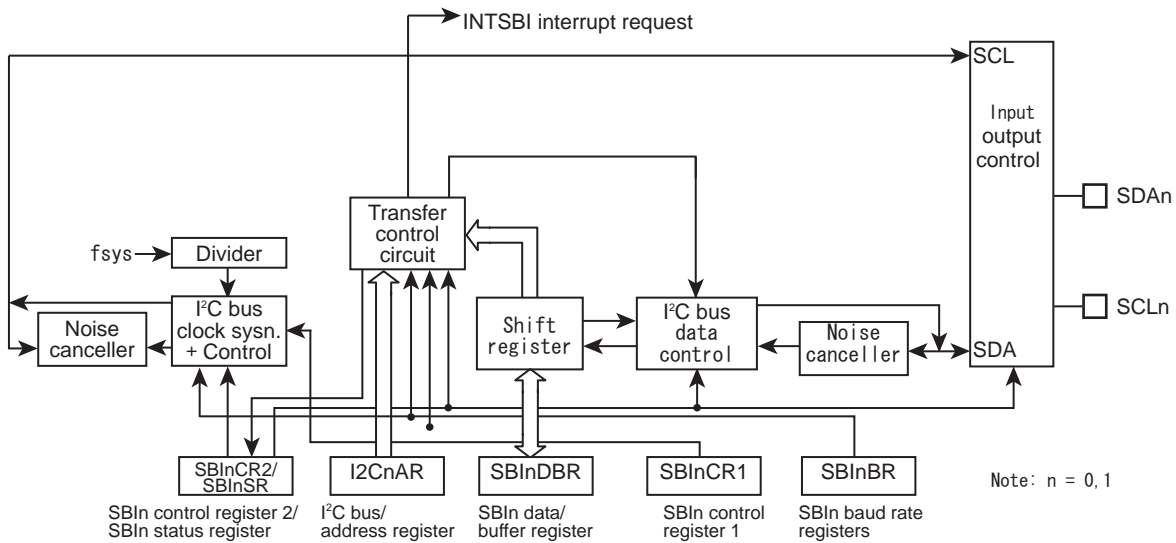 INTSBI interrupt request
SCL
Input
output
control
SDAn
SCLn
SDA
Transfer
control
circuit
fsys
Divider
I²C bus
clock sysn.
+ Control
Noise
canceller
Shift
register
I²C bus
data
control
Noise
canceller
SBInCR2/
SBInSR
I2CnAR
SBInDBR
SBInCR1
SBInBR
Note: n = 0,1
SBIn control register 2/
SBIn status register
I²C bus/
address register
SBIn data/
buffer register
SBIn control
register 1
SBIn baud rate
registers